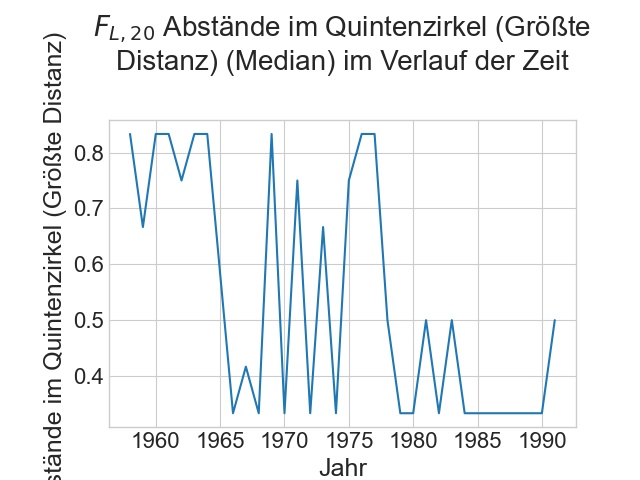 F_{L, 20} Abstände im Quintenzirkel (Größte
Distanz) (Median) im Verlauf der Zeit
stände im Quintenzirkel (Größte Distanz)
0.8
0.7
0.6
0.5
0.4
1960 1965 1970 1975 1980 1985 1990
Jahr